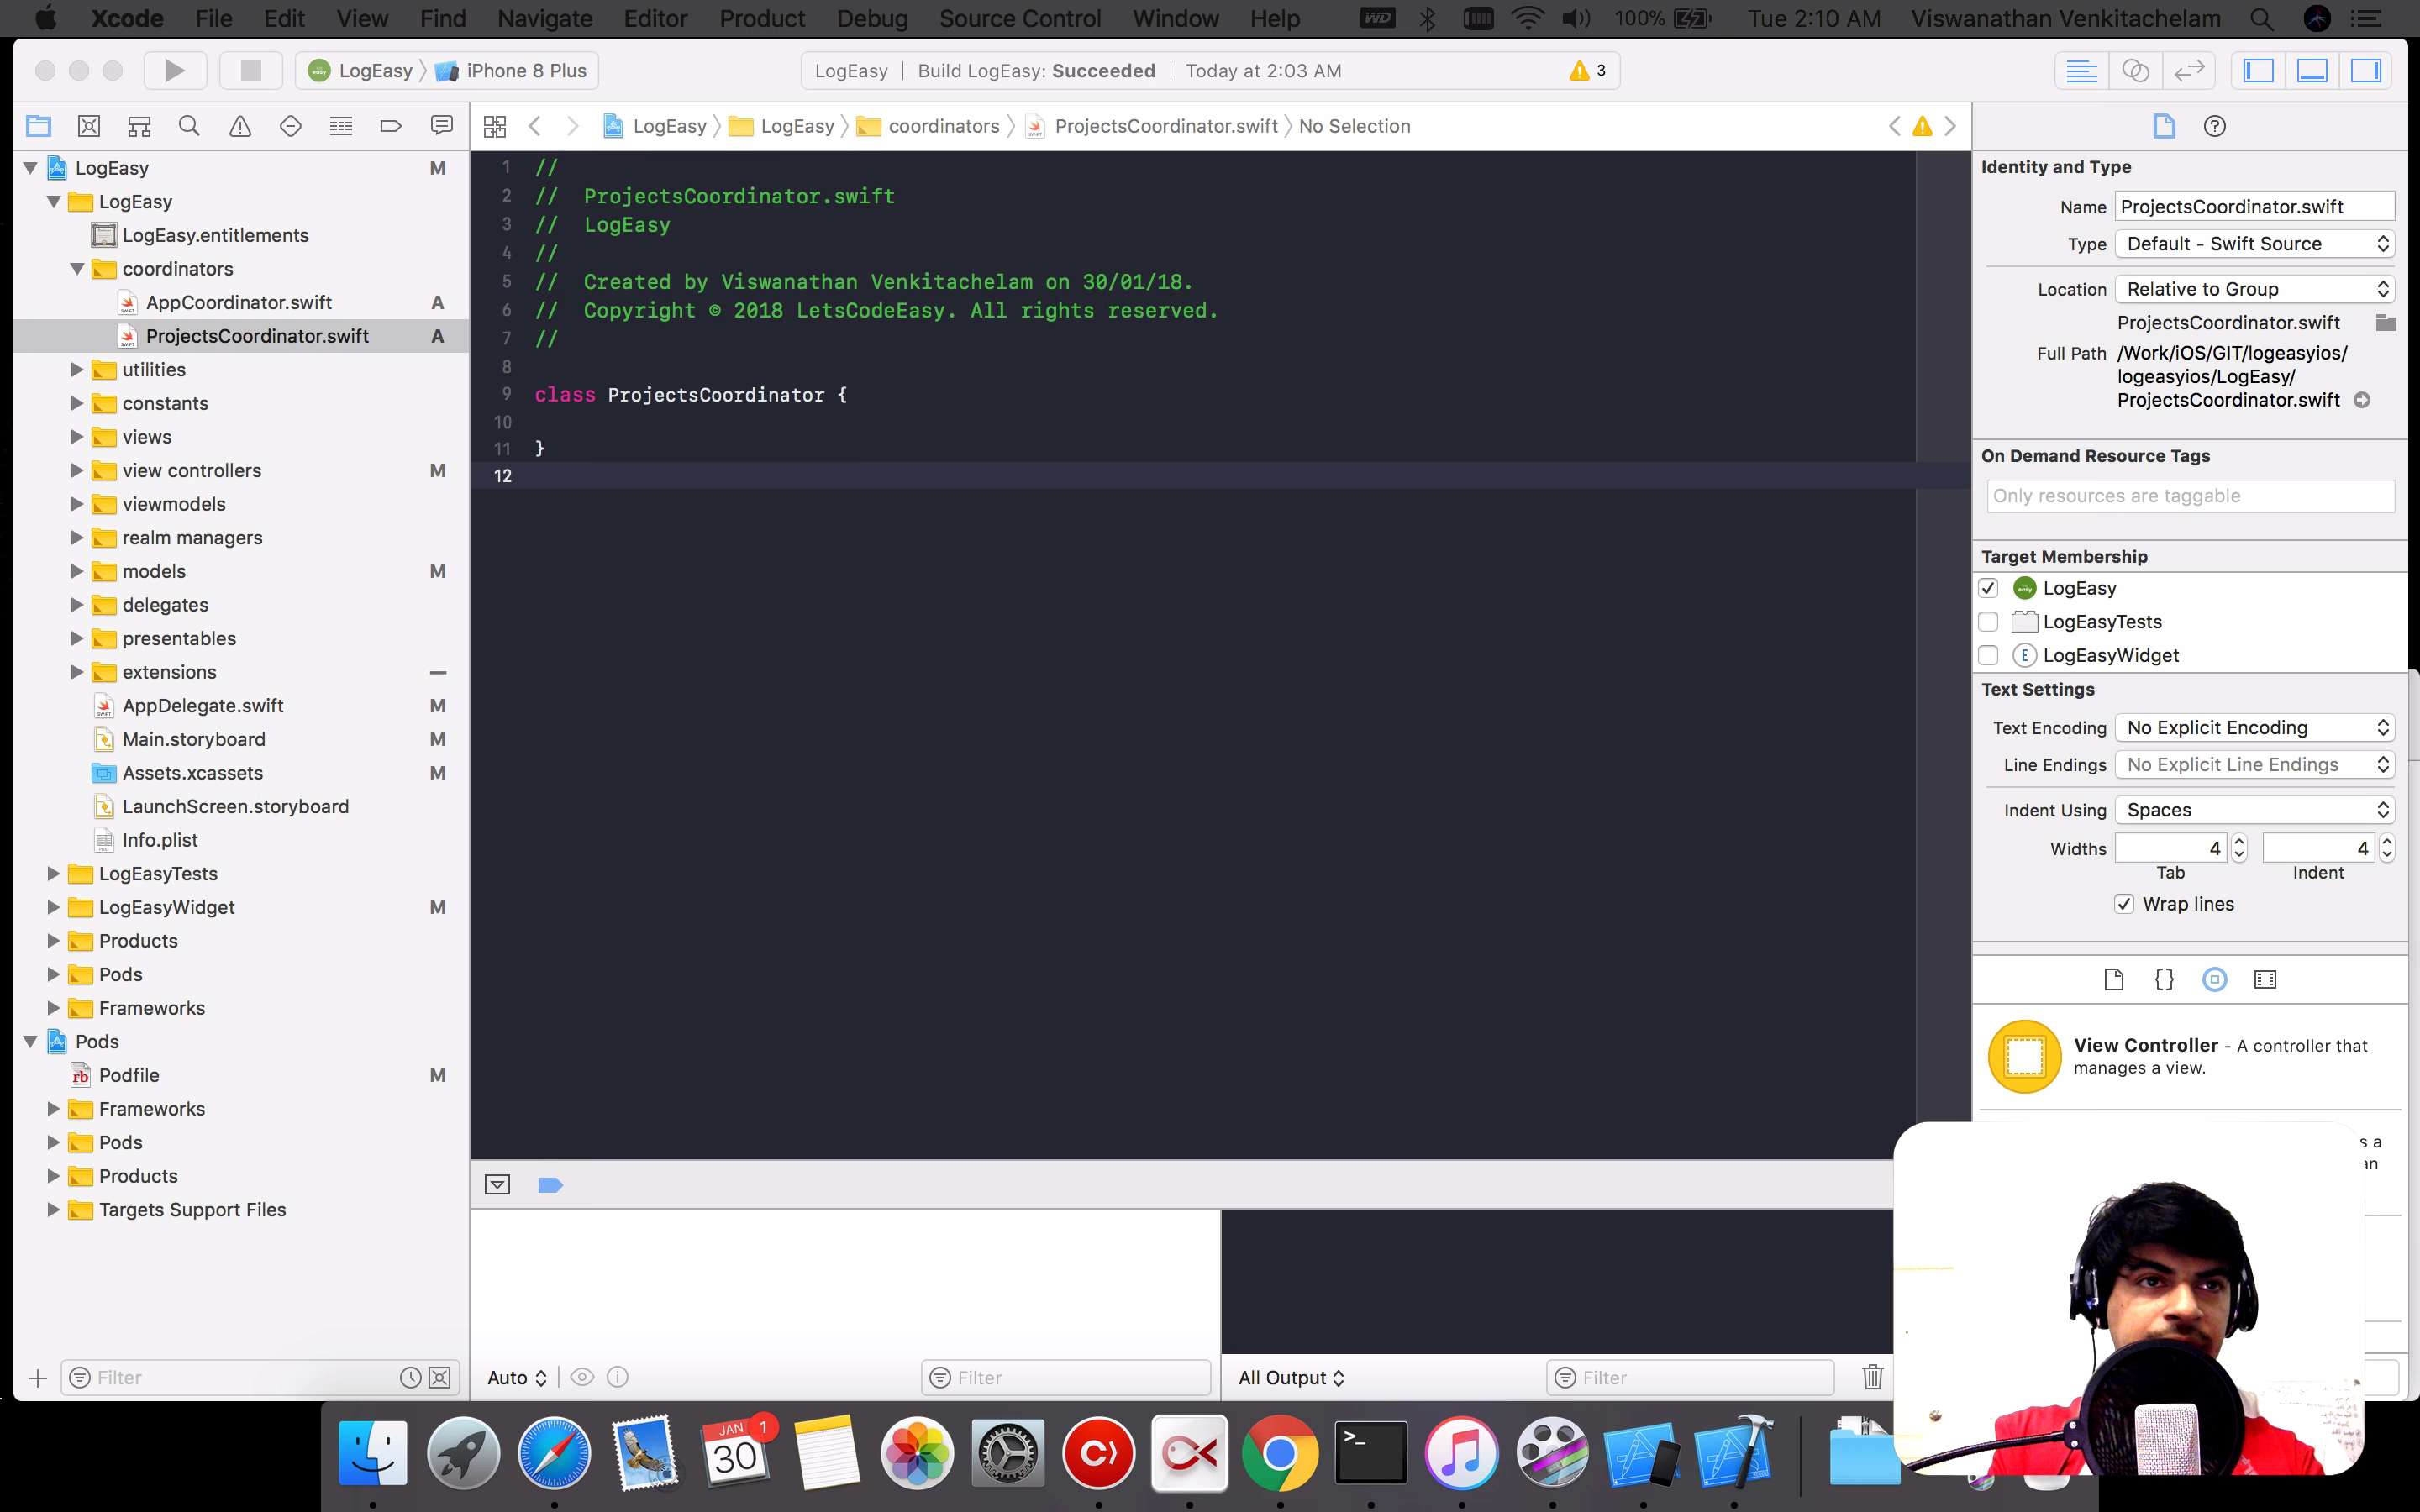 Xcode File Edit View Find Navigate Editor Product Debug Source Control Window Help WD 100% Tue 2:10 AM Viswanathan Venkitachelam
LogEasy iPhone 8 Plus LogEasy Build LogEasy: Succeeded Today at 2:03 AM 3
LogEasy LogEasy coordinators ProjectsCoordinator.swift No Selection
LogEasy M
LogEasy
LogEasy.entitlements
coordinators
AppCoordinator.swift A
ProjectsCoordinator.swift A
utilities
constants
views
view controllers M
viewmodels
realm managers
models M
delegates
presentables
extensions
AppDelegate.swift M
Main.storyboard M
Assets.xcassets M
LaunchScreen.storyboard
Info.plist
LogEasyTests
LogEasyWidget M
Products
Pods
Frameworks
Pods
rb Podfile M
Frameworks
Pods
Products
Targets Support Files
Filter
1 //
2 // ProjectsCoordinator.swift
3 // LogEasy
4 //
5 // Created by Viswanathan Venkitachelam on 30/01/18.
6 // Copyright © 2018 LetsCodeEasy. All rights reserved.
7 //
8
9 class ProjectsCoordinator {
10
11 }
12
Auto Filter
All Output Filter
Identity and Type
Name ProjectsCoordinator.swift
Type Default - Swift Source
Location Relative to Group
ProjectsCoordinator.swift
Full Path /Work/iOS/GIT/logeasyios/
logeasyios/LogEasy/
ProjectsCoordinator.swift
On Demand Resource Tags
Only resources are taggable
Target Membership
LogEasy
LogEasyTests
E LogEasyWidget
Text Settings
Text Encoding No Explicit Encoding
Line Endings No Explicit Line Endings
Indent Using Spaces
Widths 4 4
Tab Indent
Wrap lines
{}
View Controller - A controller that
manages a view.
s a
an
JAN 1
30
>_